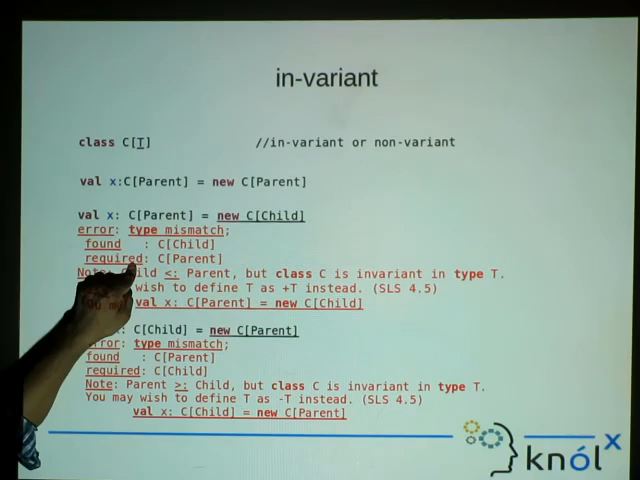 in-variant
class C[T] //in-variant or non-variant
val x:C[Parent] = new C[Parent]
val x: C[Parent] = new C[Child]
error: type mismatch;
found : C[Child]
required: C[Parent]
Note: Child <: Parent, but class C is invariant in type T.
You m wish to define T as +T instead. (SLS 4.5)
val x: C[Parent] = new C[Child]
x: C[Child] = new C[Parent]
error: type mismatch;
found : C[Parent]
required: C[Child]
Note: Parent >: Child, but class C is invariant in type T.
You may wish to define T as -T instead. (SLS 4.5)
val x: C[Child] = new C[Parent]
knólx